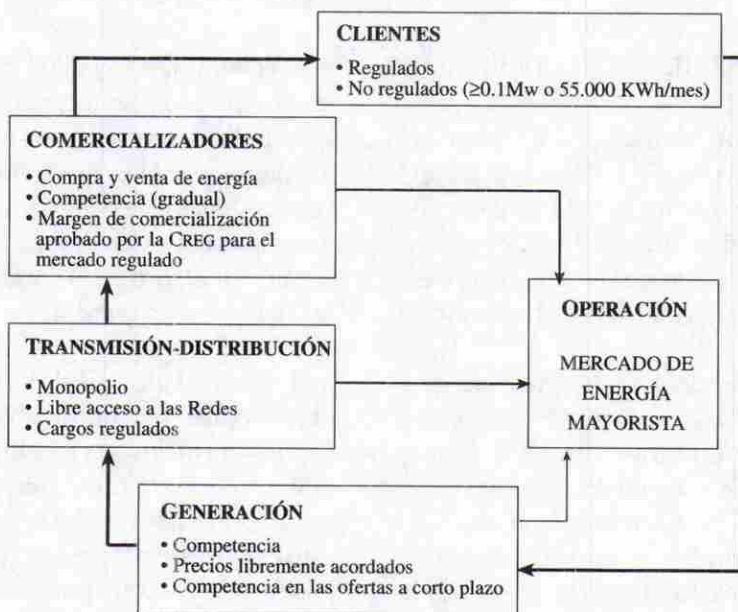 CLIENTES
• Regulados
• No regulados (≥0.1Mw o 55.000 KWh/mes)
COMERCIALIZADORES
• Compra y venta de energía
• Competencia (gradual)
• Margen de comercialización
aprobado por la CREG para el
mercado regulado
OPERACIÓN
MERCADO DE
ENERGÍA
MAYORISTA
TRANSMISIÓN-DISTRIBUCIÓN
• Monopolio
• Libre acceso a las Redes
• Cargos regulados
GENERACIÓN
• Competencia
• Precios libremente acordados
• Competencia en las ofertas a corto plazo